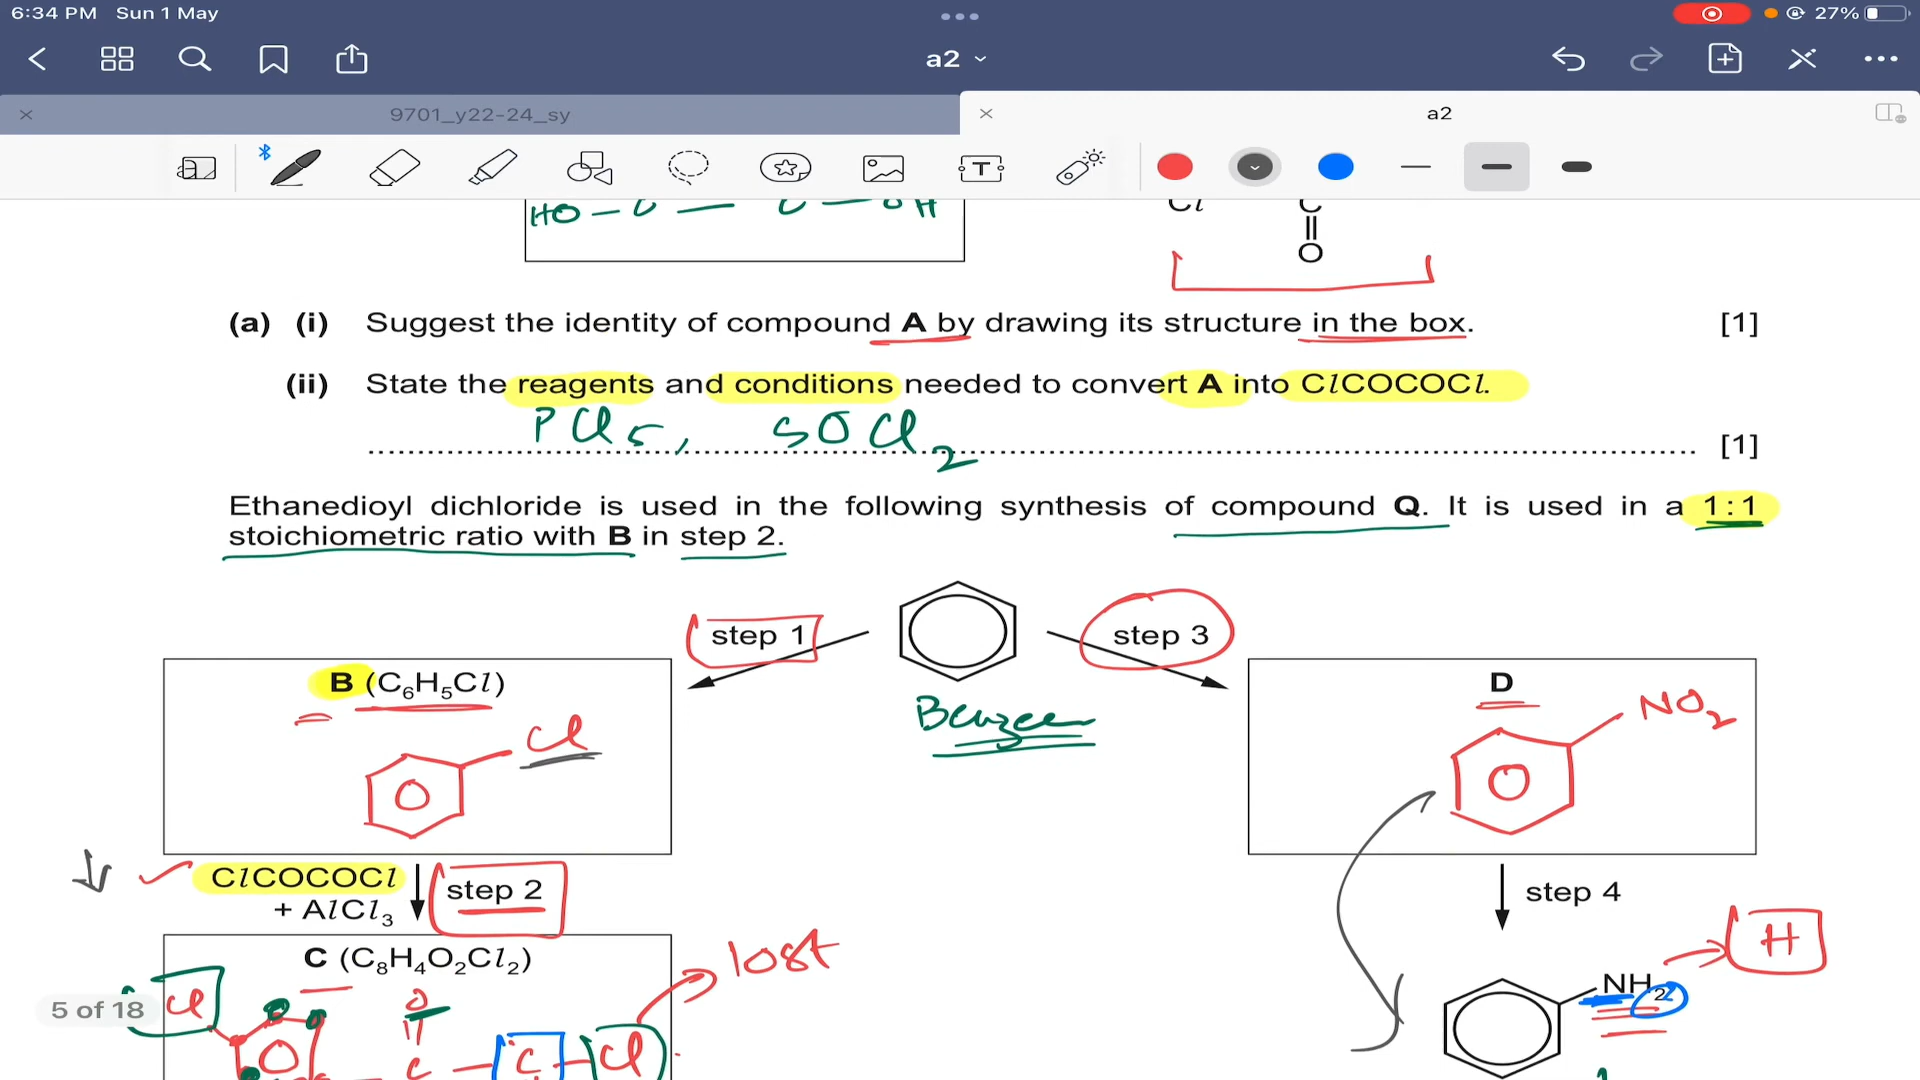 6:34 PM Sun 1 May
27%
a2
9701_y22-24_sy
a2
HO – C — C – OH
Cl C
O
(a) (i) Suggest the identity of compound A by drawing its structure in the box. [1]
(ii) State the reagents and conditions needed to convert A into ClCOCOCl.
PCl5, SOCl2
[1]
Ethanedioyl dichloride is used in the following synthesis of compound Q. It is used in a 1:1
stoichiometric ratio with B in step 2.
step 1 step 3
B (C6H5Cl)
D
NO2
Cl
ClCOCOCl
+ AlCl3
step 2
step 4
H
C (C8H4O2Cl2)
lost
NH2
5 of 18
Cl
O
C – C – Cl